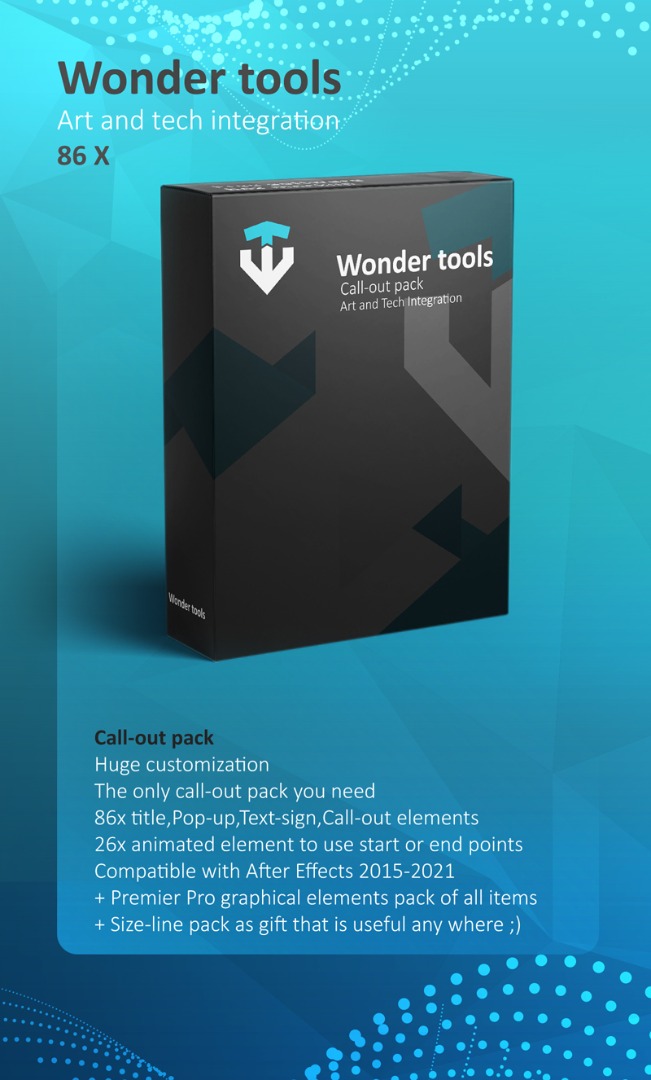 Wonder tools
Art and tech integration
86 X
Wonder tools
Call-out pack
Art and Tech Integration
Wonder tools
Call-out pack
Huge customization
The only call-out pack you need
86x title,Pop-up,Text-sign,Call-out elements
26x animated element to use start or end points
Compatible with After Effects 2015-2021
+ Premier Pro graphical elements pack of all items
+ Size-line pack as gift that is useful any where ;)